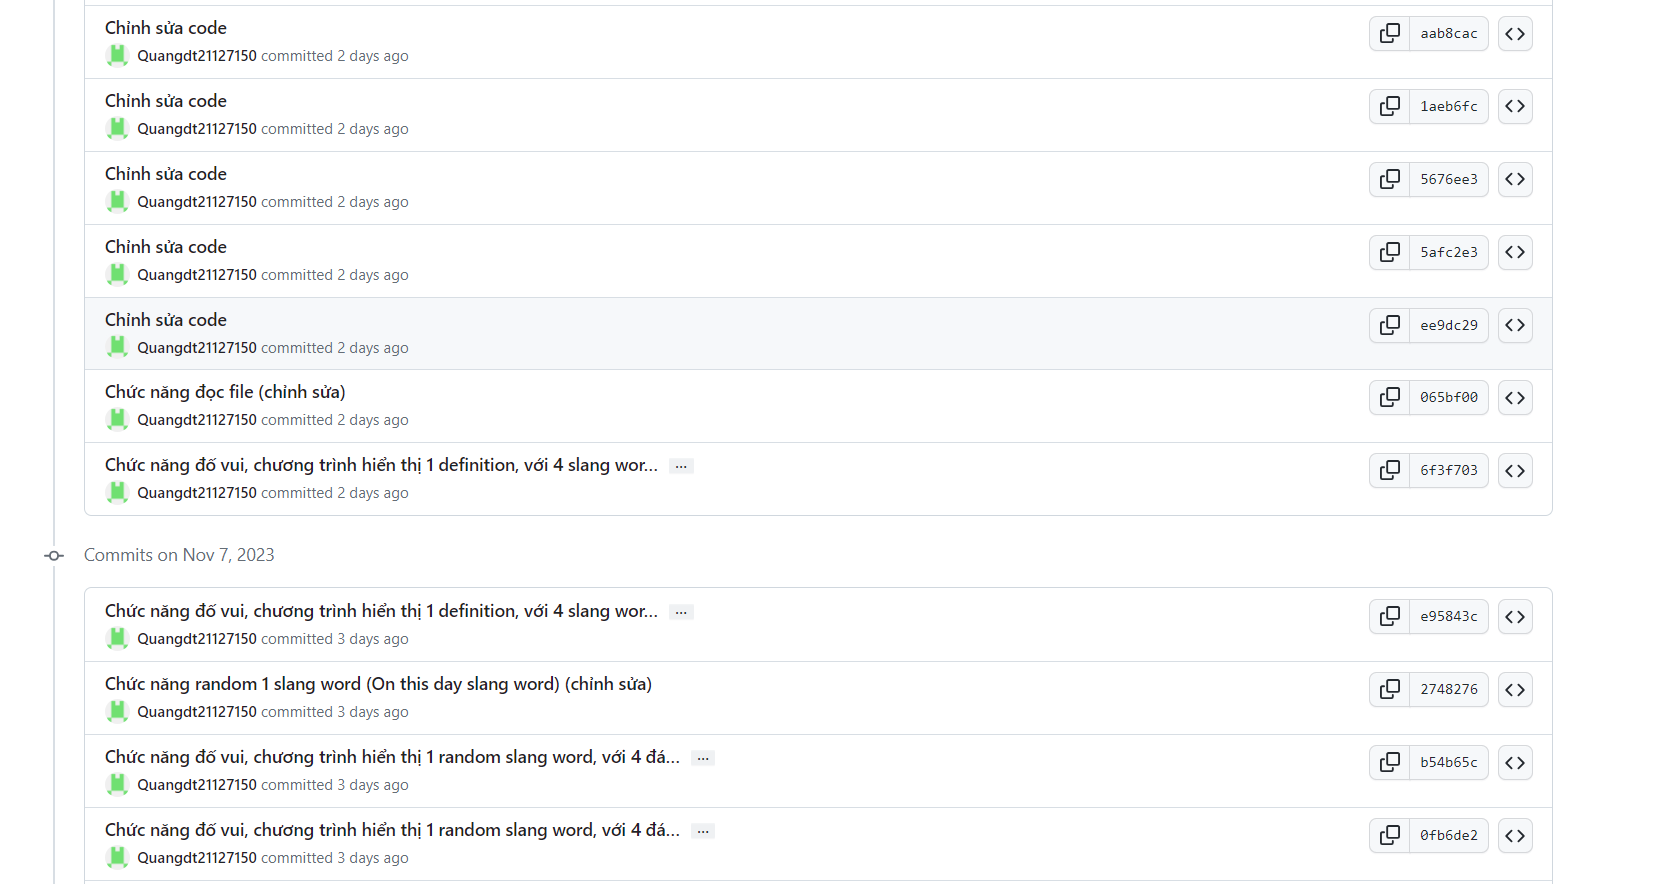 Chỉnh sửa code
aab8cac
Quangdt21127150 committed 2 days ago
Chỉnh sửa code
1aeb6fc
Quangdt21127150 committed 2 days ago
Chỉnh sửa code
5676ee3
Quangdt21127150 committed 2 days ago
Chỉnh sửa code
5afc2e3
Quangdt21127150 committed 2 days ago
Chỉnh sửa code
ee9dc29
Quangdt21127150 committed 2 days ago
Chức năng đọc file (chỉnh sửa)
065bf00
Quangdt21127150 committed 2 days ago
Chức năng đố vui, chương trình hiển thị 1 definition, với 4 slang wor... ...
6f3f703
Quangdt21127150 committed 2 days ago
Commits on Nov 7, 2023
Chức năng đố vui, chương trình hiển thị 1 definition, với 4 slang wor... ...
e95843c
Quangdt21127150 committed 3 days ago
Chức năng random 1 slang word (On this day slang word) (chỉnh sửa)
2748276
Quangdt21127150 committed 3 days ago
Chức năng đố vui, chương trình hiển thị 1 random slang word, với 4 đá... ...
b54b65c
Quangdt21127150 committed 3 days ago
Chức năng đố vui, chương trình hiển thị 1 random slang word, với 4 đá... ...
0fb6de2
Quangdt21127150 committed 3 days ago